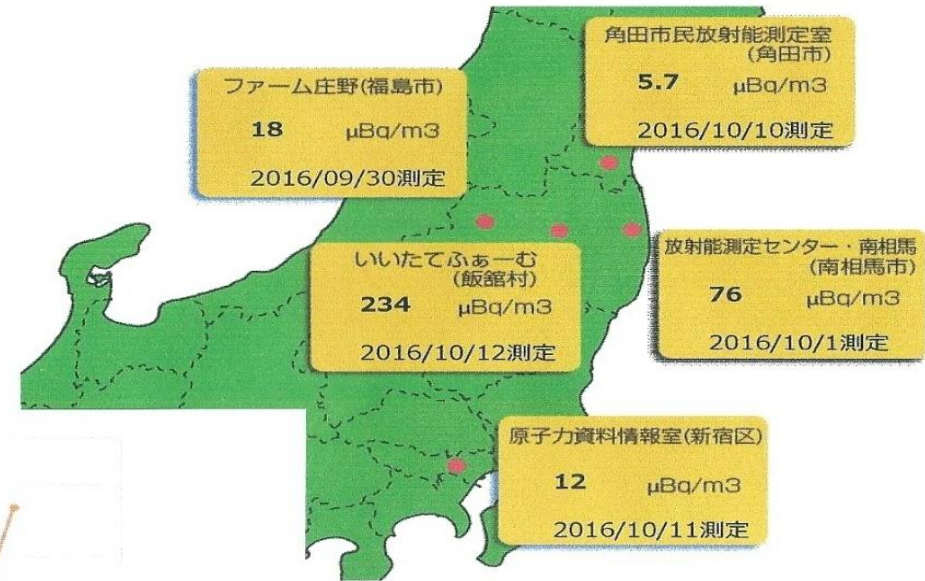 角田市民放射能測定室
(角田市)
5.7 μBq/m3
2016/10/10測定
ファーム庄野(福島市)
18 μBq/m3
2016/09/30測定
いいたてふぁーむ
(飯舘村)
234 μBq/m3
2016/10/12測定
放射能測定センター・南相馬
(南相馬市)
76 μBq/m3
2016/10/1測定
原子力資料情報室(新宿区)
12 μBq/m3
2016/10/11測定